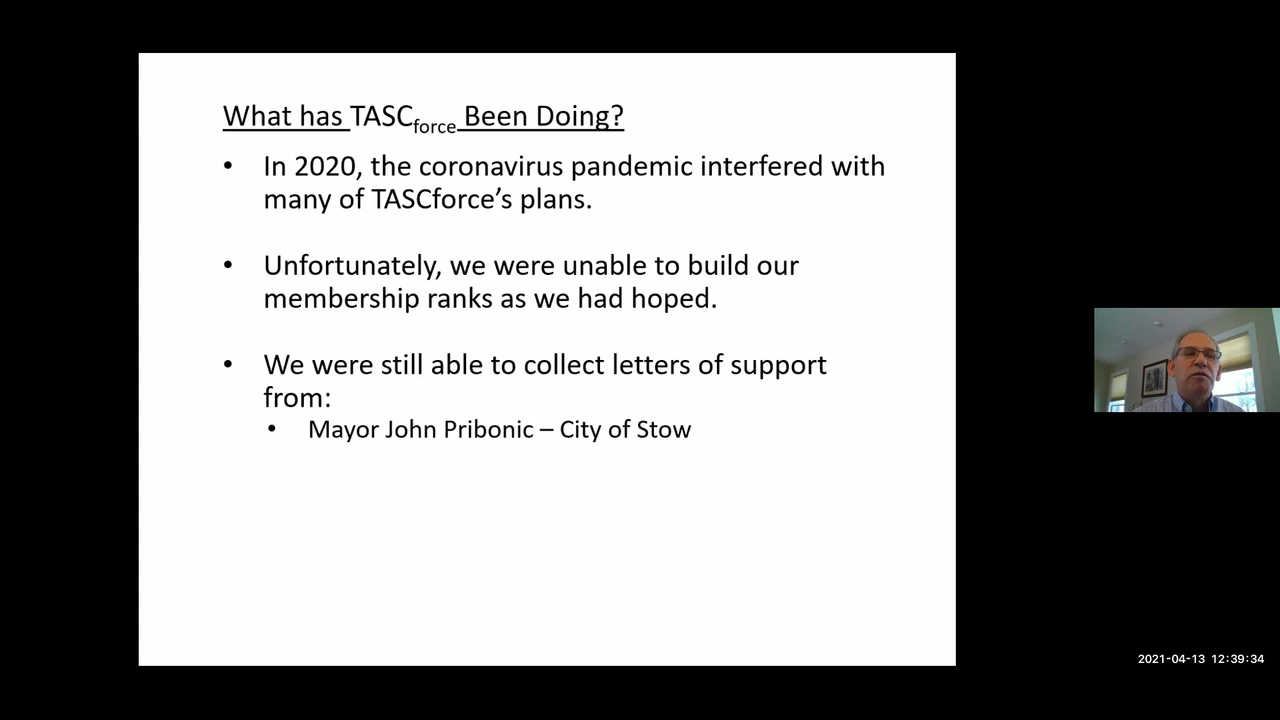 What has TASCforce Been Doing?
• In 2020, the coronavirus pandemic interfered with
many of TASCforce’s plans.
• Unfortunately, we were unable to build our
membership ranks as we had hoped.
• We were still able to collect letters of support
from:
• Mayor John Pribonic – City of Stow
2021-04-13 12:39:34